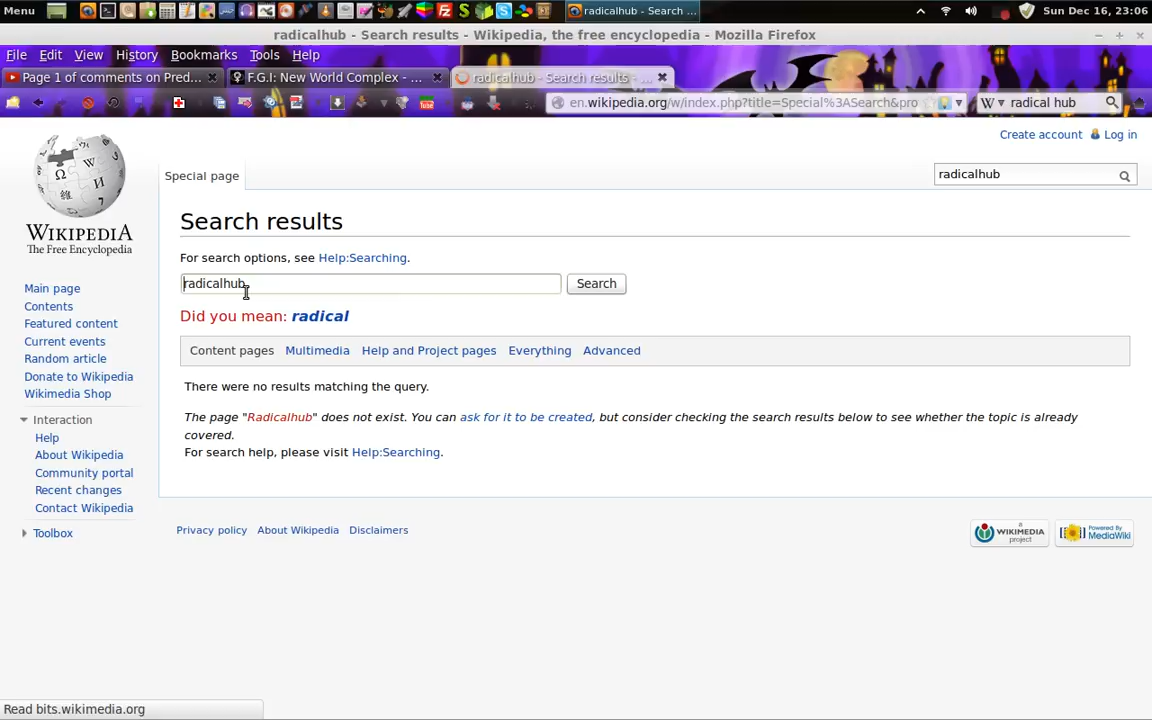 Menu radicalhub - Search ... Sun Dec 16, 23:06
radicalhub - Search results - Wikipedia, the free encyclopedia - Mozilla Firefox
File Edit View History Bookmarks Tools Help
Page 1 of comments on Pred... F.G.I: New World Complex - ... radicalhub - Search results - ...
en.wikipedia.org/w/index.php?title=Special%3ASearch&pro radical hub
Create account Log in
Special page radicalhub
WIKIPEDIA
The Free Encyclopedia
Search results
For search options, see Help:Searching.
radicalhub Search
Did you mean: radical
Content pages Multimedia Help and Project pages Everything Advanced
There were no results matching the query.
The page "Radicalhub" does not exist. You can ask for it to be created, but consider checking the search results below to see whether the topic is already
covered.
For search help, please visit Help:Searching.
Main page
Contents
Featured content
Current events
Random article
Donate to Wikipedia
Wikimedia Shop
Interaction
Help
About Wikipedia
Community portal
Recent changes
Contact Wikipedia
Toolbox
Privacy policy About Wikipedia Disclaimers
A WIKIMEDIA project
Powered By MediaWiki
Read bits.wikimedia.org